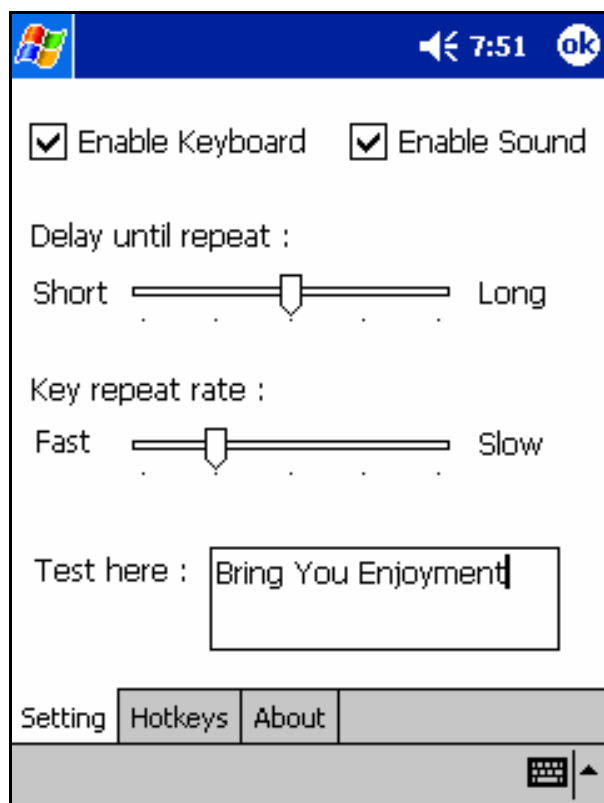 7:51 ok
Enable Keyboard Enable Sound
Delay until repeat :
Short Long
Key repeat rate :
Fast Slow
Test here : Bring You Enjoyment
Setting Hotkeys About